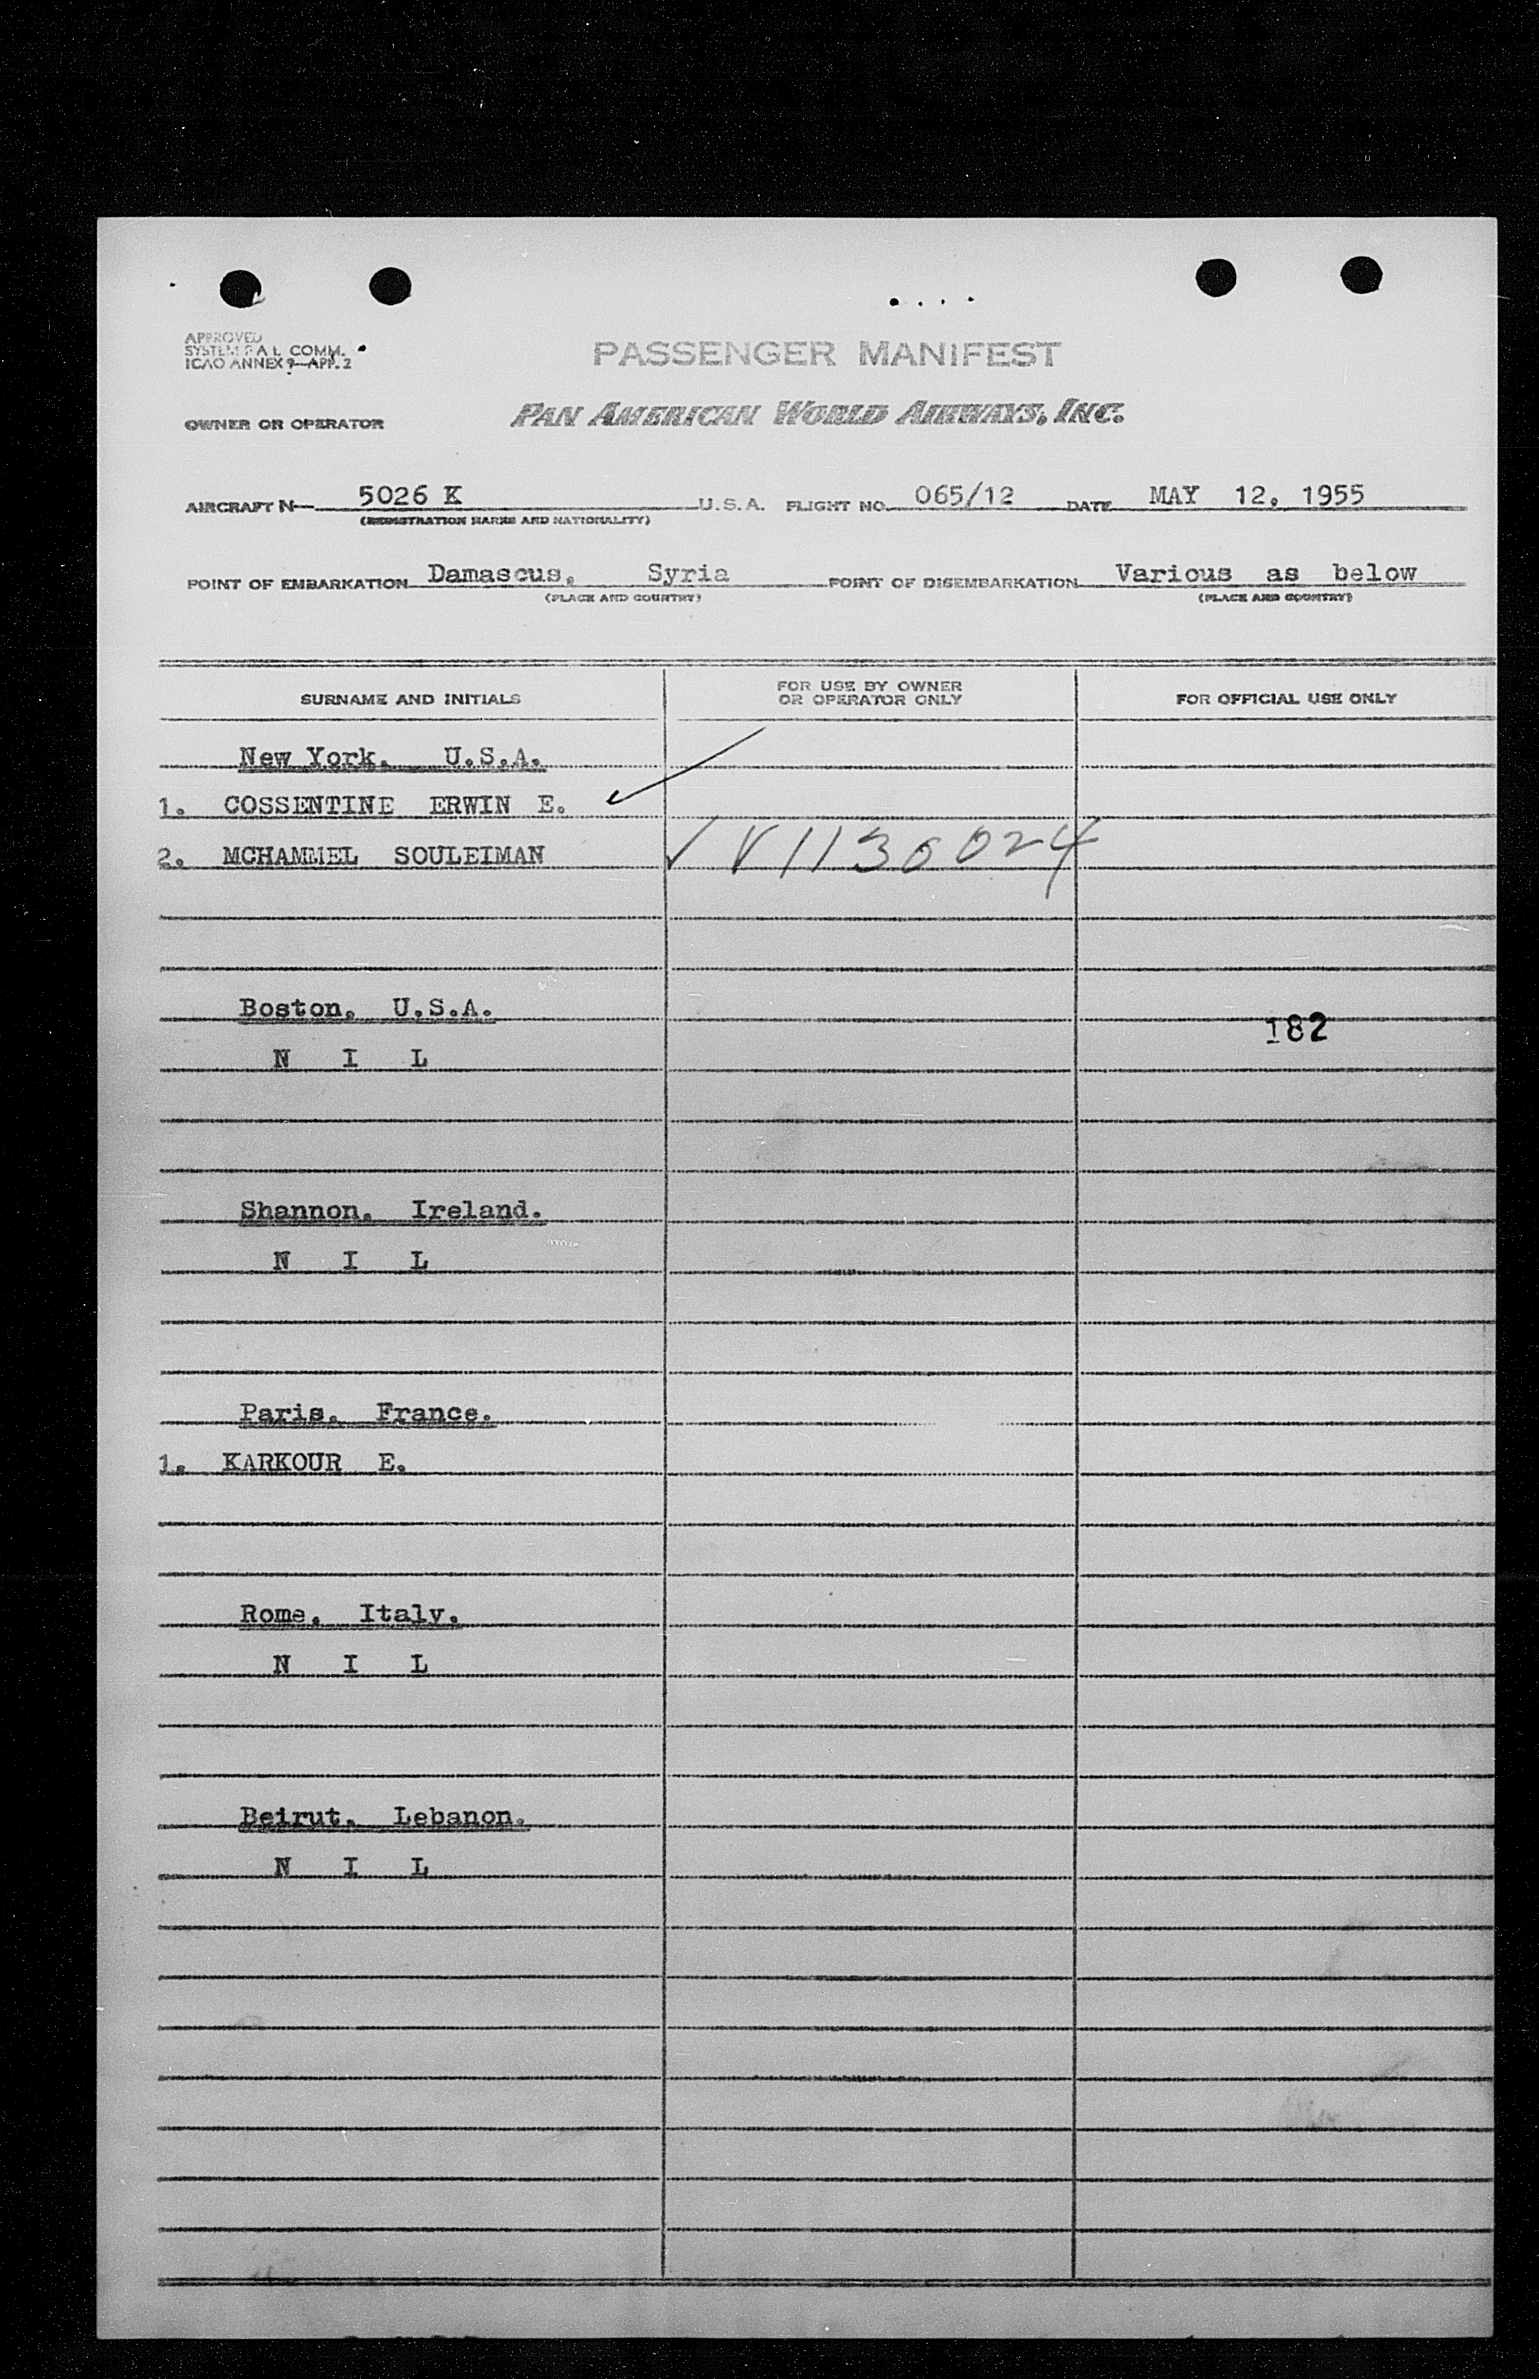 APPROVED
SYSTEM B A L COMM.
ICAO ANNEX 9—APP. 2
PASSENGER MANIFEST
OWNER OR OPERATOR PAN AMERICAN WORLD AIRWAYS, INC.
AIRCRAFT N— 5026 K U.S.A. FLIGHT NO. 065/12 DATE MAY 12. 1955
(REGISTRATION MARKS AND NATIONALITY)
POINT OF EMBARKATION Damascus, Syria POINT OF DISEMBARKATION Various as below
(PLACE AND COUNTRY) (PLACE AND COUNTRY)
SURNAME AND INITIALS FOR USE BY OWNER OR OPERATOR ONLY FOR OFFICIAL USE ONLY
New York. U.S.A.
1. COSSENTINE ERWIN E. ✓
2. MCHAMMEL SOULEIMAN ✓ V1130024
Boston. U.S.A.
182
N I L
Shannon. Ireland.
N I L
Paris. France.
1. KARKOUR E.
Rome. Italy.
N I L
Beirut. Lebanon.
N I L